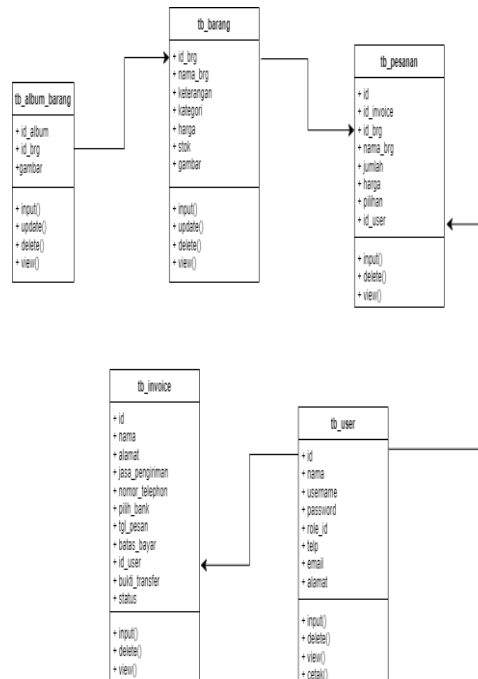 tb_barang
+ id_brg
+ nama_brg
+ keterangan
+ kategori
+ harga
+ stok
+ gambar
+ input()
+ update()
+ delete()
+ view()
tb_album_barang
+ id_album
+ id_brg
+gambar
+ input()
+ update()
+ delete()
+ view()
tb_pesanan
+ id
+ id_invoice
+ id_brg
+ nama_brg
+ jumlah
+ harga
+ pilihan
+ id_user
+ input()
+ delete()
+ view()
tb_invoice
+ id
+ nama
+ alamat
+ jasa_pengiriman
+ nomor_telephon
+ pilih_bank
+ tgl_pesan
+ batas_bayar
+ id_user
+ bukti_transfer
+ status
+ input()
+ delete()
+ view()
tb_user
+ id
+ nama
+ username
+ password
+ role_id
+ telp
+ email
+ alamat
+ input()
+ delete()
+ view()
+ cetak()